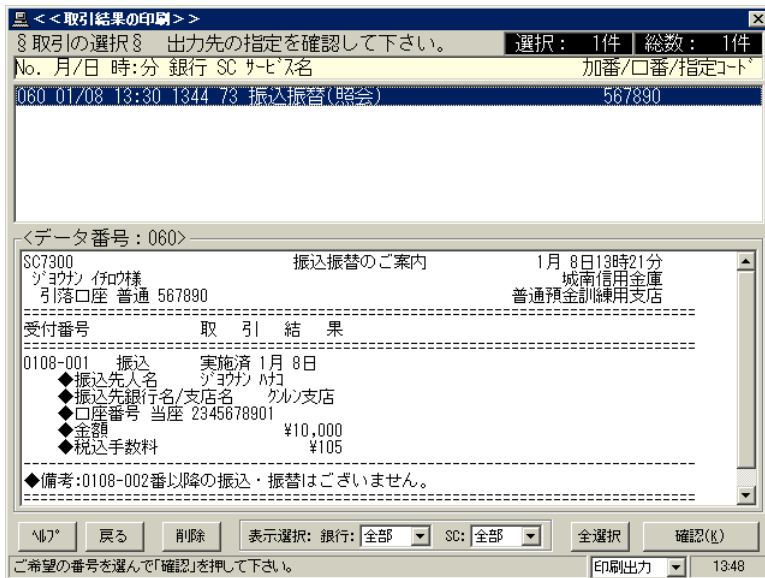 <<取引結果の印刷>>
§取引の選択§ 出力先の指定を確認して下さい。 選択: 1件 総数: 1件
No. 月/日 時:分 銀行 SC ｻｰﾋﾞｽ名 加番/口番/指定ｺｰﾄﾞ
060 01/08 13:30 1344 73 振込振替(照会) 567890
<データ番号:060>
SC7300 振込振替のご案内 1月 8日13時21分
ｼﾞﾖｳﾅﾝ ｲﾁﾛｳ様 城南信用金庫
引落口座 普通 567890 普通預金訓練用支店
================================================================
受付番号 取 引 結 果
================================================================
0108-001 振込 実施済 1月 8日
◆振込先人名 ｼﾞﾖｳﾅﾝ ﾊﾅｺ
◆振込先銀行名/支店名 ｸﾝﾚﾝ支店
◆口座番号 当座 2345678901
◆金額 ¥10,000
◆税込手数料 ¥105
----------------------------------------------------------------
◆備考:0108-002番以降の振込・振替はございません。
================================================================
ﾍﾙﾌﾟ 戻る 削除 表示選択: 銀行: 全部 SC: 全部 全選択 確認(K)
ご希望の番号を選んで｢確認｣を押して下さい。 印刷出力 13:48